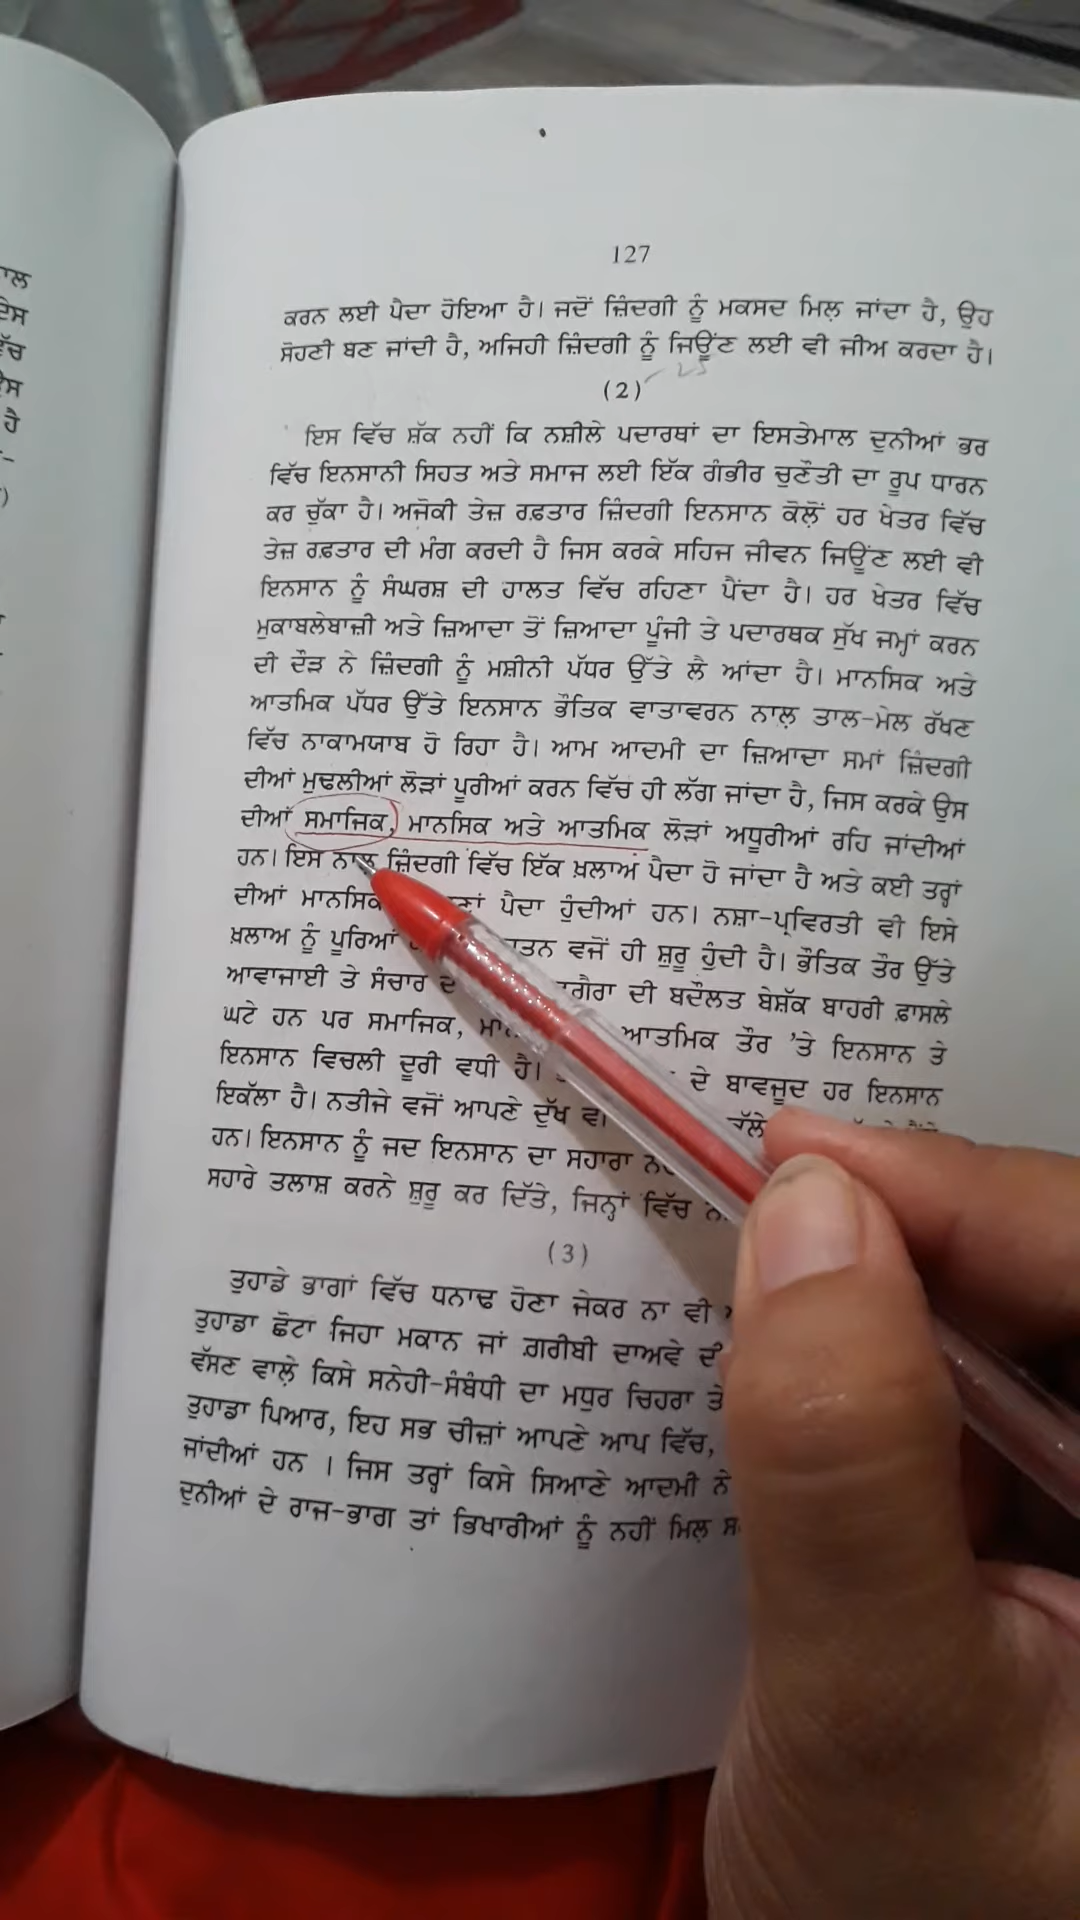 ਾਲ
ਹੈ
127
ਕਰਨ ਲਈ ਪੈਦਾ ਹੋਇਆ ਹੈ। ਜਦੋਂ ਜ਼ਿੰਦਗੀ ਨੂੰ ਮਕਸਦ ਮਿਲ਼ ਜਾਂਦਾ ਹੈ, ਉਹ
ਸੋਹਣੀ ਬਣ ਜਾਂਦੀ ਹੈ, ਅਜਿਹੀ ਜ਼ਿੰਦਗੀ ਨੂੰ ਜਿਊਂਣ ਲਈ ਵੀ ਜੀਅ ਕਰਦਾ ਹੈ।
(2)
ਇਸ ਵਿੱਚ ਸ਼ੱਕ ਨਹੀਂ ਕਿ ਨਸ਼ੀਲੇ ਪਦਾਰਥਾਂ ਦਾ ਇਸਤੇਮਾਲ ਦੁਨੀਆਂ ਭਰ
ਵਿੱਚ ਇਨਸਾਨੀ ਸਿਹਤ ਅਤੇ ਸਮਾਜ ਲਈ ਇੱਕ ਗੰਭੀਰ ਚੁਣੌਤੀ ਦਾ ਰੂਪ ਧਾਰਨ
ਕਰ ਚੁੱਕਾ ਹੈ। ਅਜੋਕੀ ਤੇਜ਼ ਰਫ਼ਤਾਰ ਜ਼ਿੰਦਗੀ ਇਨਸਾਨ ਕੋਲ਼ੋਂ ਹਰ ਖੇਤਰ ਵਿੱਚ
ਤੇਜ਼ ਰਫ਼ਤਾਰ ਦੀ ਮੰਗ ਕਰਦੀ ਹੈ ਜਿਸ ਕਰਕੇ ਸਹਿਜ ਜੀਵਨ ਜਿਊਂਣ ਲਈ ਵੀ
ਇਨਸਾਨ ਨੂੰ ਸੰਘਰਸ਼ ਦੀ ਹਾਲਤ ਵਿੱਚ ਰਹਿਣਾ ਪੈਂਦਾ ਹੈ। ਹਰ ਖੇਤਰ ਵਿੱਚ
ਮੁਕਾਬਲੇਬਾਜ਼ੀ ਅਤੇ ਜ਼ਿਆਦਾ ਤੋਂ ਜ਼ਿਆਦਾ ਪੂੰਜੀ ਤੇ ਪਦਾਰਥਕ ਸੁੱਖ ਜਮ੍ਹਾਂ ਕਰਨ
ਦੀ ਦੌੜ ਨੇ ਜ਼ਿੰਦਗੀ ਨੂੰ ਮਸ਼ੀਨੀ ਪੱਧਰ ਉੱਤੇ ਲੈ ਆਂਦਾ ਹੈ। ਮਾਨਸਿਕ ਅਤੇ
ਆਤਮਿਕ ਪੱਧਰ ਉੱਤੇ ਇਨਸਾਨ ਭੌਤਿਕ ਵਾਤਾਵਰਨ ਨਾਲ਼ ਤਾਲ-ਮੇਲ ਰੱਖਣ
ਵਿੱਚ ਨਾਕਾਮਯਾਬ ਹੋ ਰਿਹਾ ਹੈ। ਆਮ ਆਦਮੀ ਦਾ ਜ਼ਿਆਦਾ ਸਮਾਂ ਜ਼ਿੰਦਗੀ
ਦੀਆਂ ਮੁਢਲੀਆਂ ਲੋੜਾਂ ਪੂਰੀਆਂ ਕਰਨ ਵਿੱਚ ਹੀ ਲੱਗ ਜਾਂਦਾ ਹੈ, ਜਿਸ ਕਰਕੇ ਉਸ
ਦੀਆਂ ਸਮਾਜਿਕ, ਮਾਨਸਿਕ ਅਤੇ ਆਤਮਿਕ ਲੋੜਾਂ ਅਧੂਰੀਆਂ ਰਹਿ ਜਾਂਦੀਆਂ
ਹਨ। ਇਸ ਨਾਲ਼ ਜ਼ਿੰਦਗੀ ਵਿੱਚ ਇੱਕ ਖ਼ਲਾਅ ਪੈਦਾ ਹੋ ਜਾਂਦਾ ਹੈ ਅਤੇ ਕਈ ਤਰ੍ਹਾਂ
ਦੀਆਂ ਮਾਨਸਿਕ ਪੈਦਾ ਹੁੰਦੀਆਂ ਹਨ। ਨਸ਼ਾ-ਪ੍ਰਵਿਰਤੀ ਵੀ ਇਸੇ
ਖ਼ਲਾਅ ਨੂੰ ਪੂਰਿਆਂ ਵਜੋਂ ਹੀ ਸ਼ੁਰੂ ਹੁੰਦੀ ਹੈ। ਭੌਤਿਕ ਤੌਰ ਉੱਤੇ
ਆਵਾਜਾਈ ਤੇ ਸੰਚਾਰ ਦੀ ਬਦੌਲਤ ਬੇਸ਼ੱਕ ਬਾਹਰੀ ਫ਼ਾਸਲੇ
ਘਟੇ ਹਨ ਪਰ ਸਮਾਜਿਕ, ਆਤਮਿਕ ਤੌਰ 'ਤੇ ਇਨਸਾਨ ਤੇ
ਇਨਸਾਨ ਵਿਚਲੀ ਦੂਰੀ ਵਧੀ ਹੈ। ਦੇ ਬਾਵਜੂਦ ਹਰ ਇਨਸਾਨ
ਇਕੱਲਾ ਹੈ। ਨਤੀਜੇ ਵਜੋਂ ਆਪਣੇ ਦੁੱਖ
ਹਨ। ਇਨਸਾਨ ਨੂੰ ਜਦ ਇਨਸਾਨ ਦਾ ਸਹਾਰਾ
ਸਹਾਰੇ ਤਲਾਸ਼ ਕਰਨੇ ਸ਼ੁਰੂ ਕਰ ਦਿੱਤੇ, ਜਿਨ੍ਹਾਂ ਵਿੱਚ
(3)
ਤੁਹਾਡੇ ਭਾਗਾਂ ਵਿੱਚ ਧਨਾਢ ਹੋਣਾ ਜੇਕਰ ਨਾ ਵੀ
ਤੁਹਾਡਾ ਛੋਟਾ ਜਿਹਾ ਮਕਾਨ ਜਾਂ ਗ਼ਰੀਬੀ ਦਾਅਵੇ ਦੀ
ਵੱਸਣ ਵਾਲ਼ੇ ਕਿਸੇ ਸਨੇਹੀ-ਸੰਬੰਧੀ ਦਾ ਮਧੁਰ ਚਿਹਰਾ ਤੇ
ਤੁਹਾਡਾ ਪਿਆਰ, ਇਹ ਸਭ ਚੀਜ਼ਾਂ ਆਪਣੇ ਆਪ ਵਿੱਚ,
ਜਾਂਦੀਆਂ ਹਨ । ਜਿਸ ਤਰ੍ਹਾਂ ਕਿਸੇ ਸਿਆਣੇ ਆਦਮੀ ਨੇ
ਦੁਨੀਆਂ ਦੇ ਰਾਜ-ਭਾਗ ਤਾਂ ਭਿਖਾਰੀਆਂ ਨੂੰ ਨਹੀਂ ਮਿਲ਼